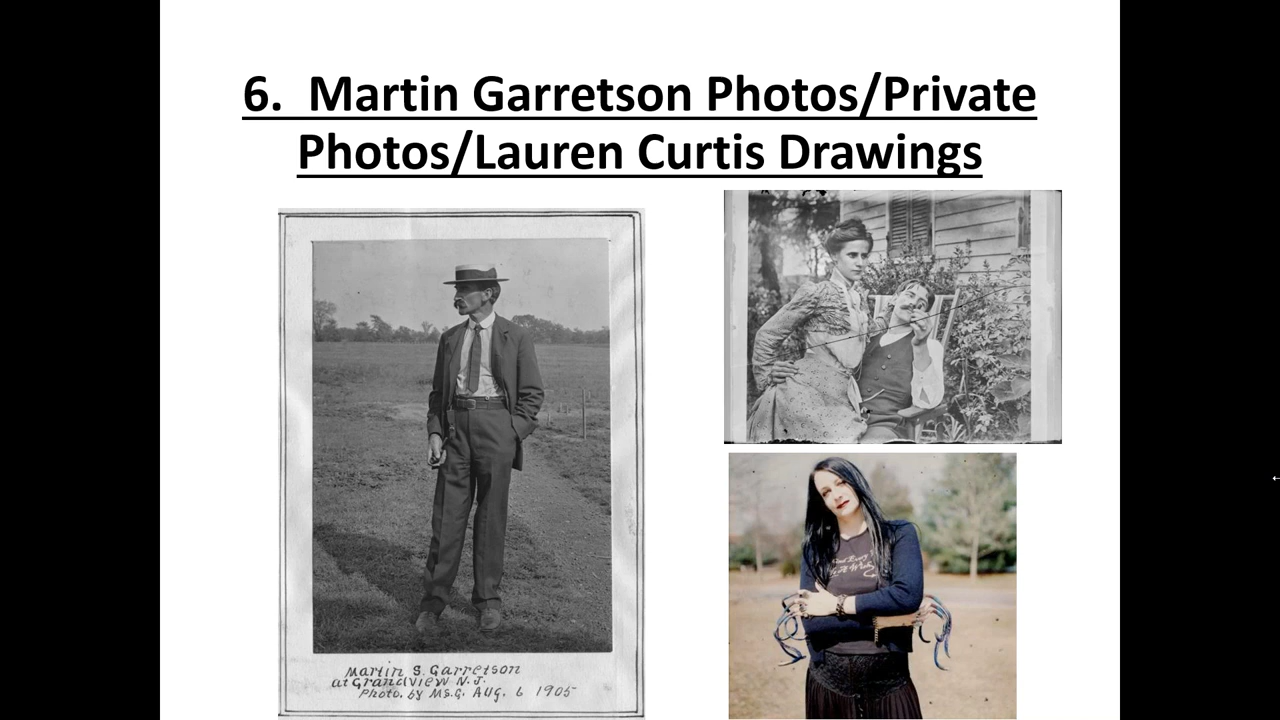 6.  Martin Garretson Photos/Private
Photos/Lauren Curtis Drawings
Martin S. Garretson
at Grandview N.J.
Photo. by M.S.G. Aug. 6 1905